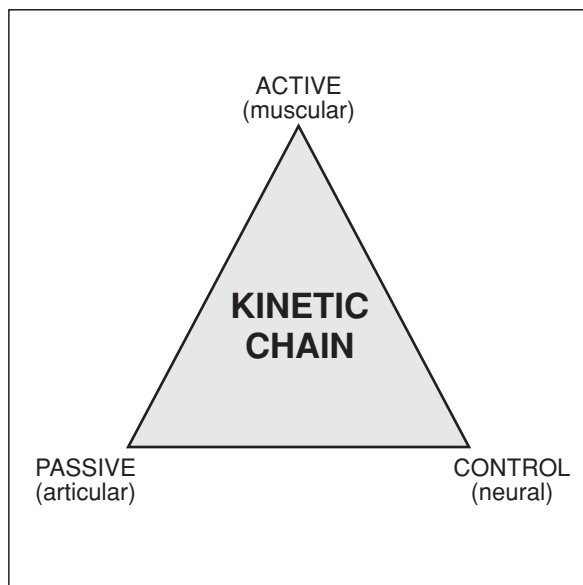 ACTIVE
(muscular)
KINETIC
CHAIN
PASSIVE
(articular)
CONTROL
(neural)